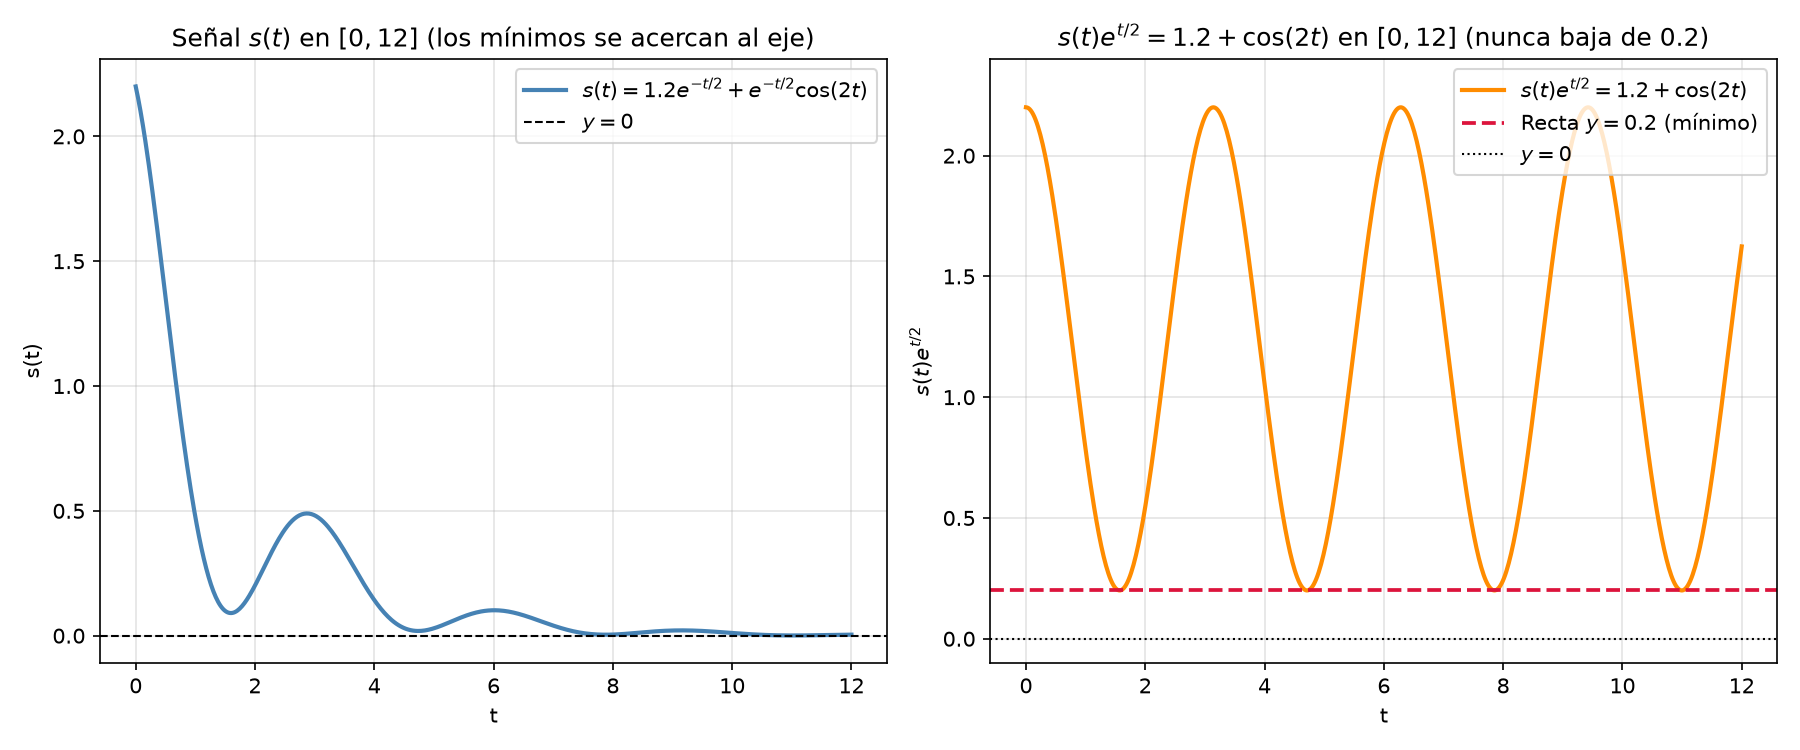 Señal s(t) en [0, 12] (los mínimos se acercan al eje)
s(t) = 1.2e^{-t/2} + e^{-t/2}cos(2t)
y = 0
s(t)
2.0
1.5
1.0
0.5
0.0
0 2 4 6 8 10 12
t
s(t)e^{t/2} = 1.2 + cos(2t) en [0, 12] (nunca baja de 0.2)
s(t)e^{t/2} = 1.2 + cos(2t)
Recta y = 0.2 (mínimo)
y = 0
s(t)e^{t/2}
2.0
1.5
1.0
0.5
0.0
0 2 4 6 8 10 12
t